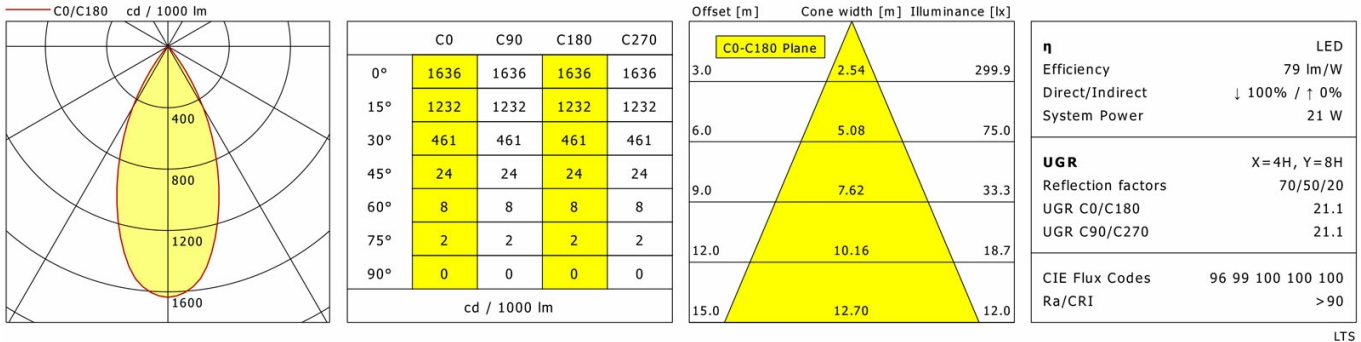 C0/C180 cd / 1000 lm
400
800
1200
1600
C0 C90 C180 C270
0° 1636 1636 1636 1636
15° 1232 1232 1232 1232
30° 461 461 461 461
45° 24 24 24 24
60° 8 8 8 8
75° 2 2 2 2
90° 0 0 0 0
cd / 1000 lm
Offset [m] Cone width [m] Illuminance [lx]
C0-C180 Plane
3.0 2.54 299.9
6.0 5.08 75.0
9.0 7.62 33.3
12.0 10.16 18.7
15.0 12.70 12.0
η LED
Efficiency 79 lm/W
Direct/Indirect ↓ 100% / ↑ 0%
System Power 21 W
UGR X=4H, Y=8H
Reflection factors 70/50/20
UGR C0/C180 21.1
UGR C90/C270 21.1
CIE Flux Codes 96 99 100 100 100
Ra/CRI >90
LTS